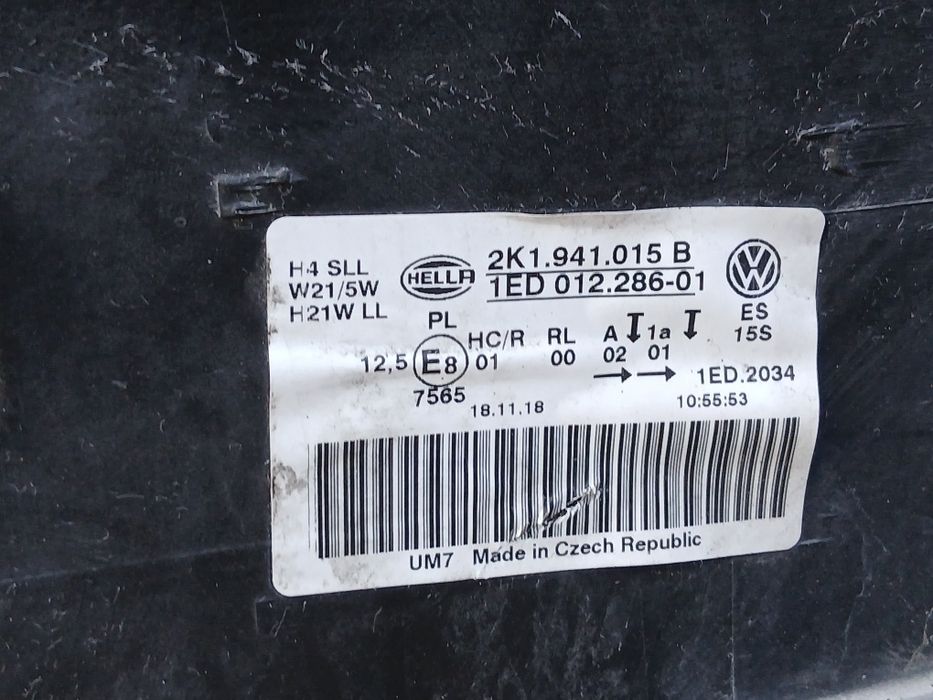 H4 SLL
W21/5W
H21W LL
HELLA
2K1.941.015 B
1ED 012.286-01
ES
15S
PL
HC/R RL A 1a
12,5 E8 01 00 02 01
7565
1ED.2034
18.11.18
10:55:53
UM7 Made in Czech Republic